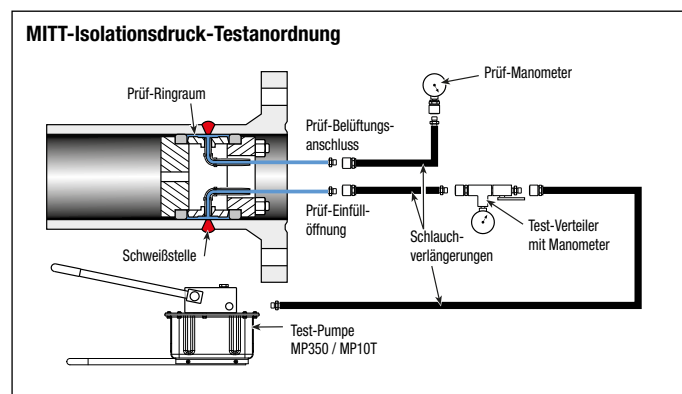 MITT-Isolationsdruck-Testanordnung
Prüf-Manometer
Prüf-Ringraum
Prüf-Belüftungs-
anschluss
Prüf-Einfüll-
öffnung
Schlauch-
verlängerungen
Test-Verteiler
mit Manometer
Schweißstelle
Test-Pumpe
MP350 / MP10T